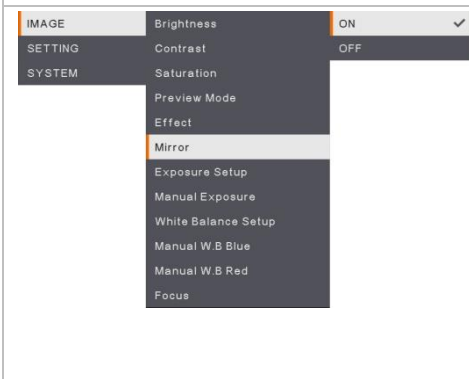 IMAGE
SETTING
SYSTEM
Brightness
Contrast
Saturation
Preview Mode
Effect
Mirror
Exposure Setup
Manual Exposure
White Balance Setup
Manual W.B Blue
Manual W.B Red
Focus
ON
OFF